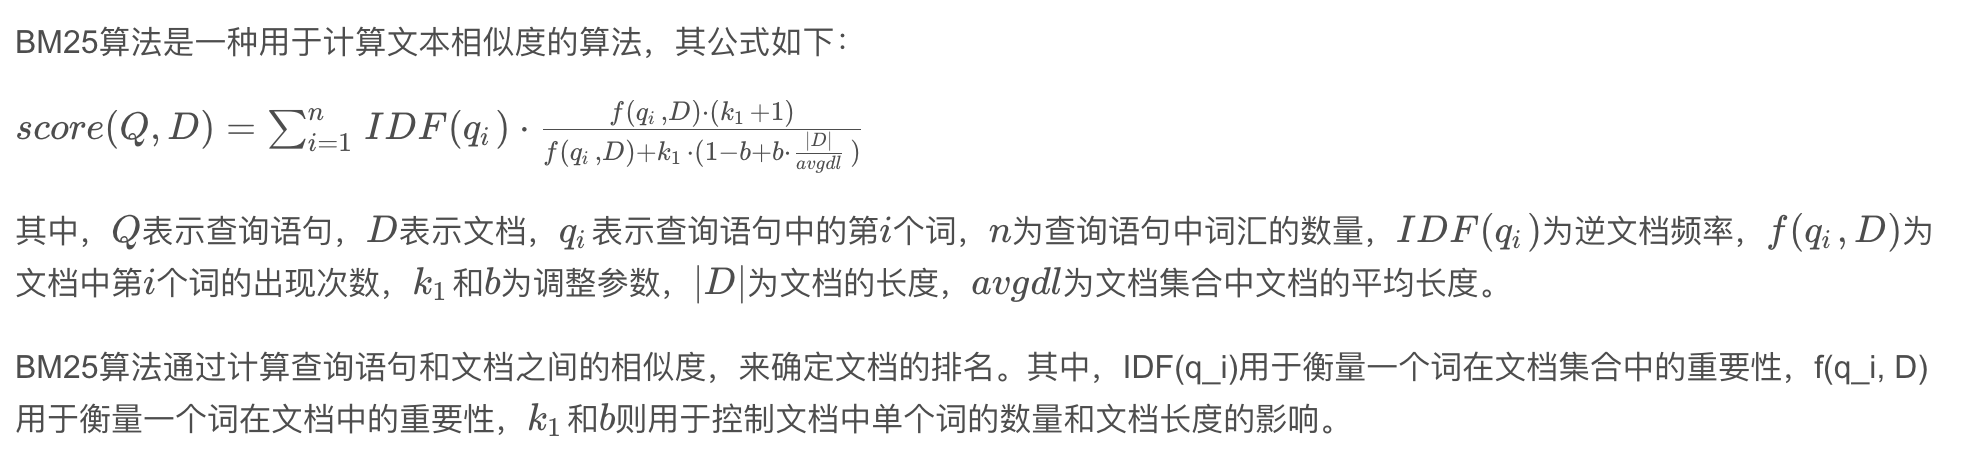 BM25算法是一种用于计算文本相似度的算法，其公式如下：
$score(Q, D) = \sum_{i=1}^{n} IDF(q_i) \cdot \frac{f(q_i, D) \cdot (k_1 + 1)}{f(q_i, D) + k_1 \cdot (1 - b + b \cdot \frac{|D|}{avgdl})}$
其中，$Q$表示查询语句，$D$表示文档，$q_i$表示查询语句中的第$i$个词，$n$为查询语句中词汇的数量，$IDF(q_i)$为逆文档频率，$f(q_i, D)$为
文档中第$i$个词的出现次数，$k_1$和$b$为调整参数，$|D|$为文档的长度，$avgdl$为文档集合中文档的平均长度。
BM25算法通过计算查询语句和文档之间的相似度，来确定文档的排名。其中，IDF(q_i)用于衡量一个词在文档集合中的重要性，f(q_i, D)
用于衡量一个词在文档中的重要性，$k_1$和$b$则用于控制文档中单个词的数量和文档长度的影响。